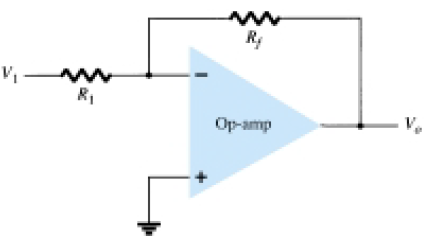 R_f
V_1
R_1
−
Op-amp
V_o
+